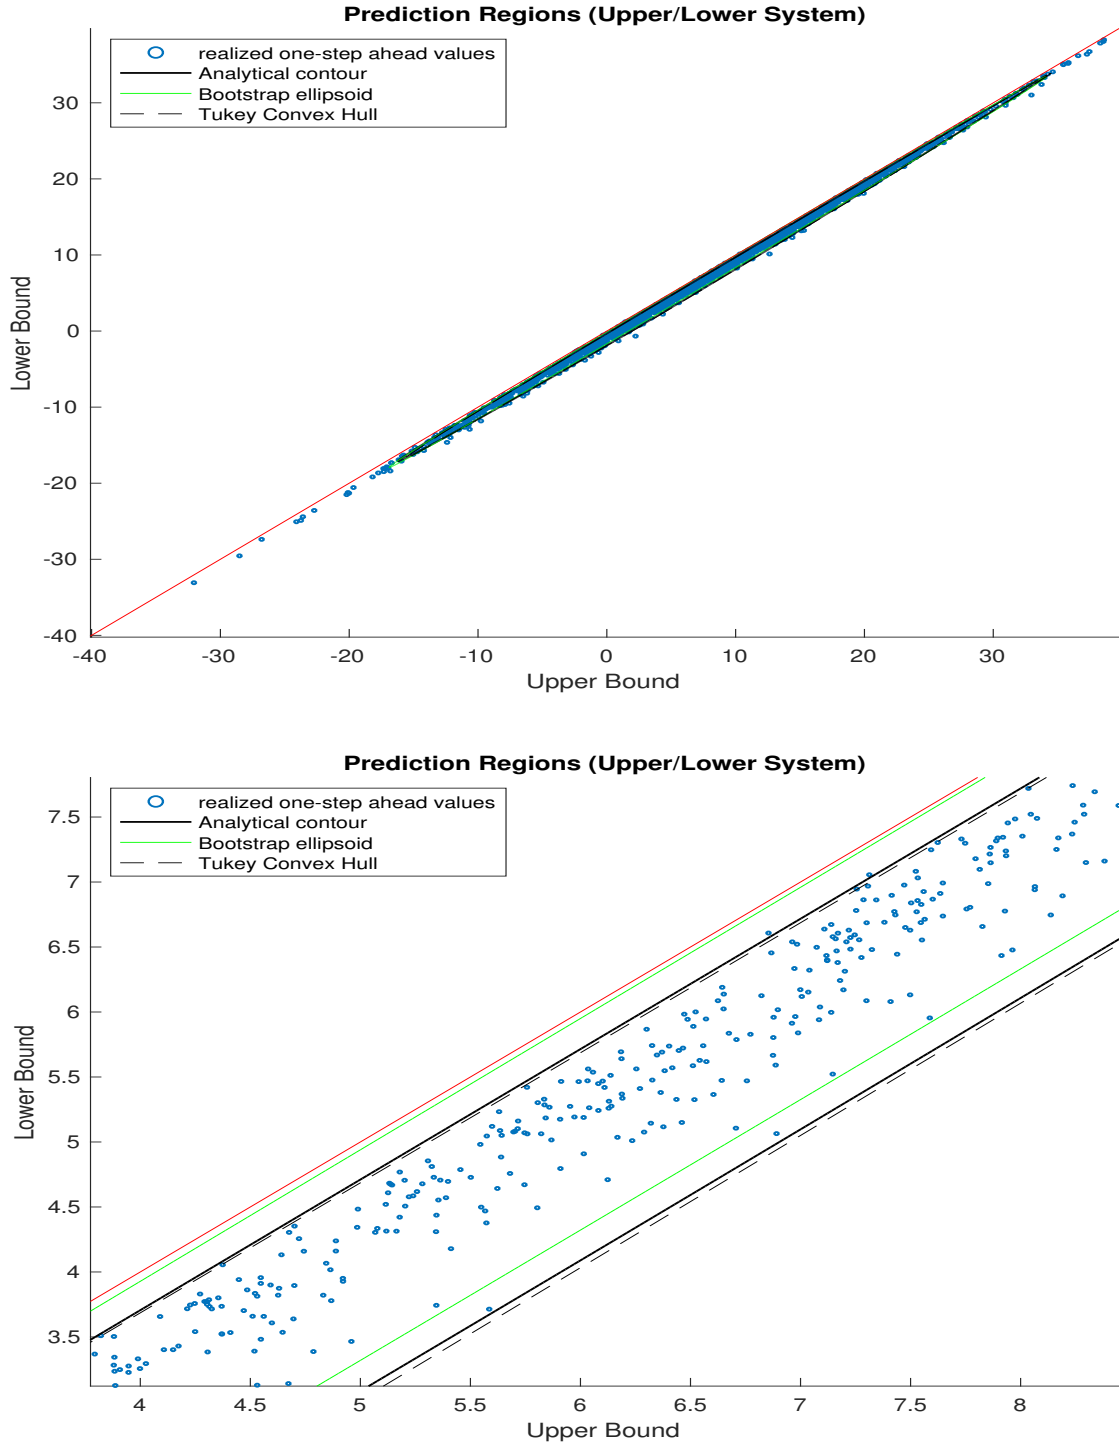 Prediction Regions (Upper/Lower System)
realized one-step ahead values
Analytical contour
Bootstrap ellipsoid
Tukey Convex Hull
30
20
10
0
-10
-20
-30
-40
Lower Bound
-40 -30 -20 -10 0 10 20 30
Upper Bound
Prediction Regions (Upper/Lower System)
realized one-step ahead values
Analytical contour
Bootstrap ellipsoid
Tukey Convex Hull
7.5
7
6.5
6
5.5
5
4.5
4
3.5
Lower Bound
4 4.5 5 5.5 6 6.5 7 7.5 8
Upper Bound